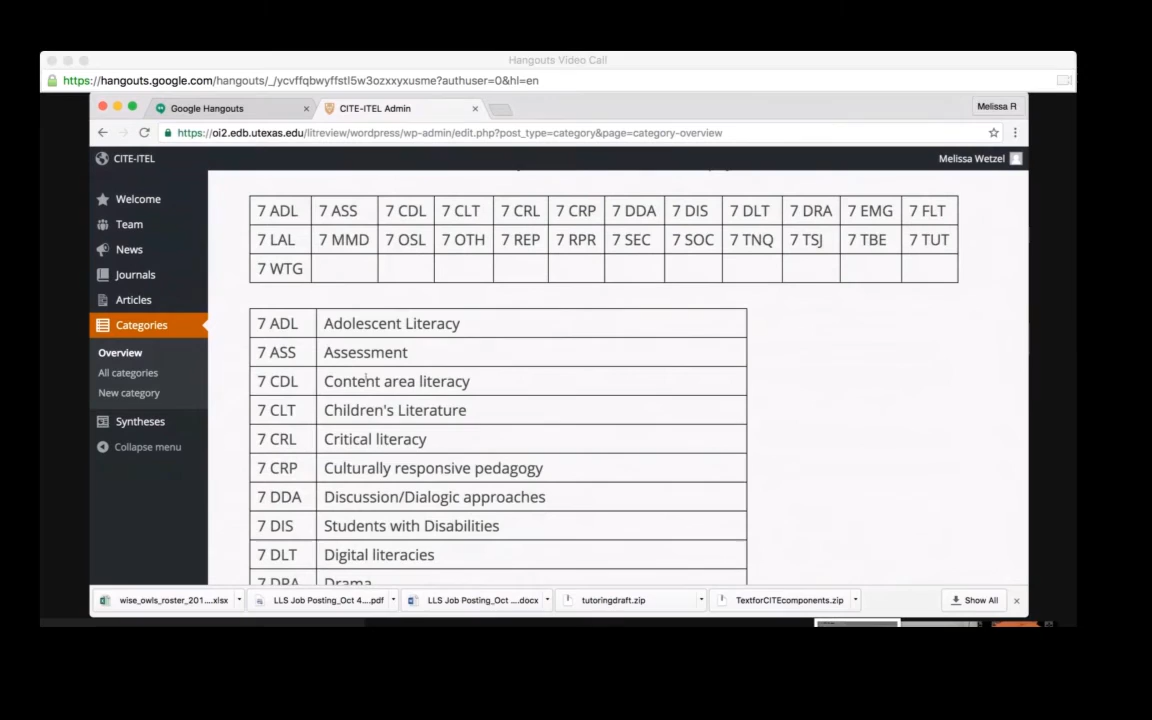 Hangouts Video Call
https://hangouts.google.com/hangouts/_/ycvffqbwyffstl5w3ozxxyxusme?authuser=0&hl=en
Google Hangouts × CITE-ITEL Admin × Melissa R
https://oi2.edb.utexas.edu/litreview/wordpress/wp-admin/edit.php?post_type=category&page=category-overview
CITE-ITEL Melissa Wetzel
Welcome
Team
News
Journals
Articles
Categories
Overview
All categories
New category
Syntheses
Collapse menu
7 ADL 7 ASS 7 CDL 7 CLT 7 CRL 7 CRP 7 DDA 7 DIS 7 DLT 7 DRA 7 EMG 7 FLT
7 LAL 7 MMD 7 OSL 7 OTH 7 REP 7 RPR 7 SEC 7 SOC 7 TNQ 7 TSJ 7 TBE 7 TUT
7 WTG
7 ADL Adolescent Literacy
7 ASS Assessment
7 CDL Content area literacy
7 CLT Children's Literature
7 CRL Critical literacy
7 CRP Culturally responsive pedagogy
7 DDA Discussion/Dialogic approaches
7 DIS Students with Disabilities
7 DLT Digital literacies
7 DRA Drama
wise_owls_roster_201....xlsx LLS Job Posting_Oct 4....pdf LLS Job Posting_Oct ....docx tutoringdraft.zip TextforCITEcomponents.zip Show All ×